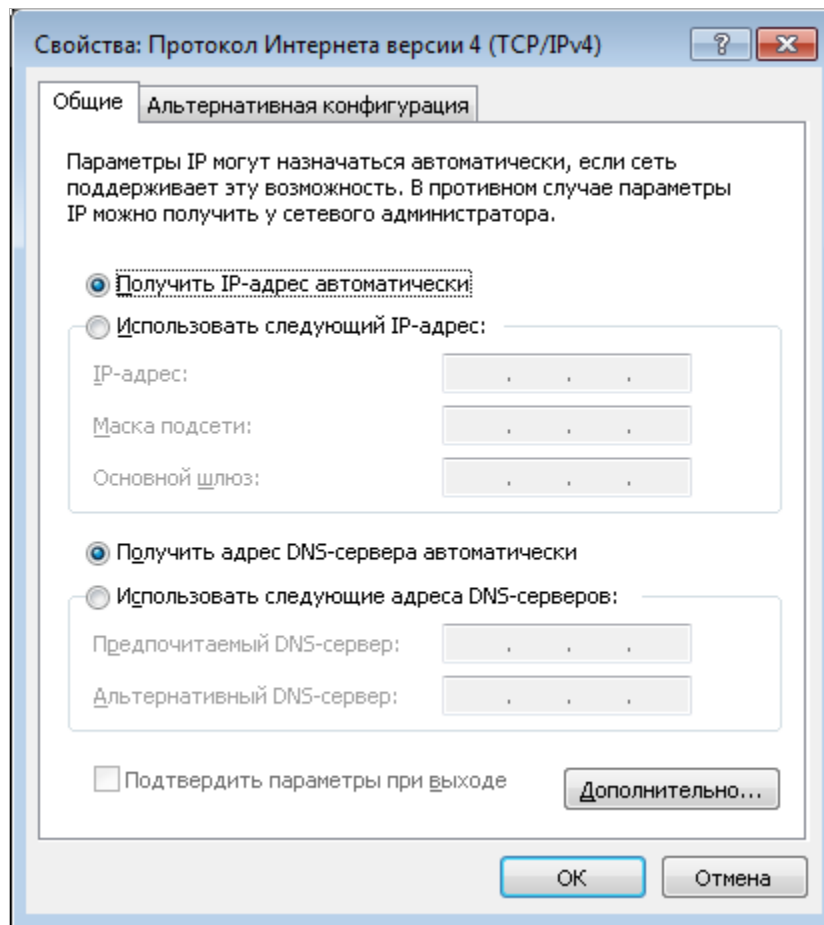 Свойства: Протокол Интернета версии 4 (TCP/IPv4)
Общие
Альтернативная конфигурация
Параметры IP могут назначаться автоматически, если сеть
поддерживает эту возможность. В противном случае параметры
IP можно получить у сетевого администратора.
Получить IP-адрес автоматически
Использовать следующий IP-адрес:
IP-адрес:
Маска подсети:
Основной шлюз:
Получить адрес DNS-сервера автоматически
Использовать следующие адреса DNS-серверов:
Предпочитаемый DNS-сервер:
Альтернативный DNS-сервер:
Подтвердить параметры при выходе
Дополнительно...
ОК
Отмена